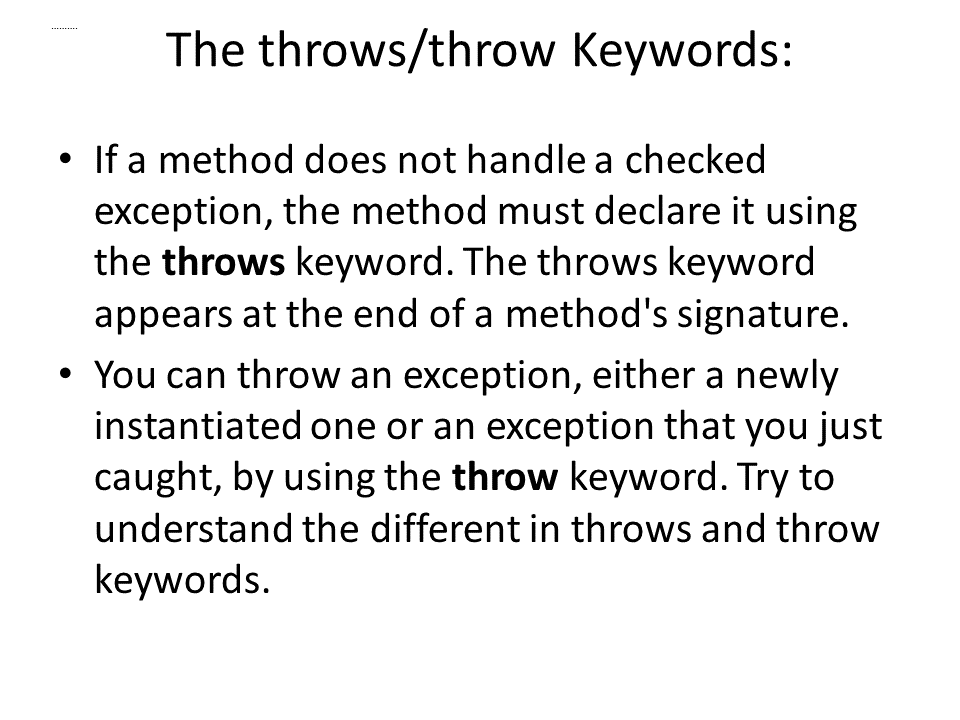 ..........
The throws/throw Keywords:
• If a method does not handle a checked
exception, the method must declare it using
the throws keyword. The throws keyword
appears at the end of a method's signature.
• You can throw an exception, either a newly
instantiated one or an exception that you just
caught, by using the throw keyword. Try to
understand the different in throws and throw
keywords.